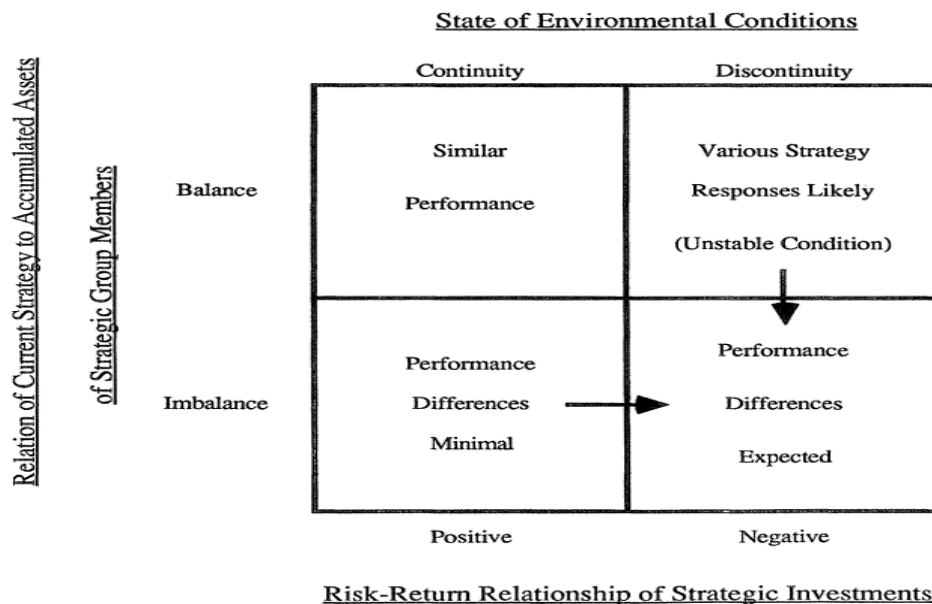 State of Environmental Conditions
Continuity Discontinuity
Relation of Current Strategy to Accumulated Assets
of Strategic Group Members
Balance
Similar
Performance
Various Strategy
Responses Likely
(Unstable Condition)
Imbalance
Performance
Differences
Minimal
Performance
Differences
Expected
Positive Negative
Risk-Return Relationship of Strategic Investments